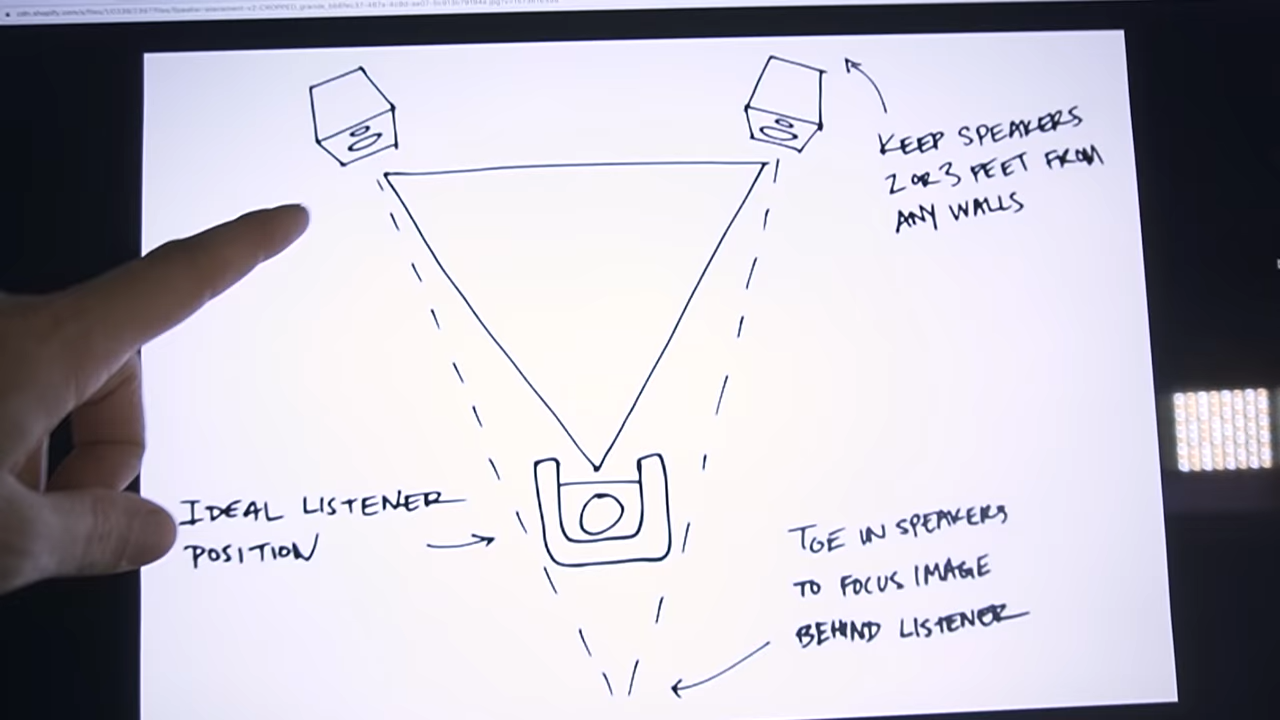 KEEP SPEAKERS
2 OR 3 FEET FROM
ANY WALLS
IDEAL LISTENER
POSITION
TOE IN SPEAKERS
TO FOCUS IMAGE
BEHIND LISTENER